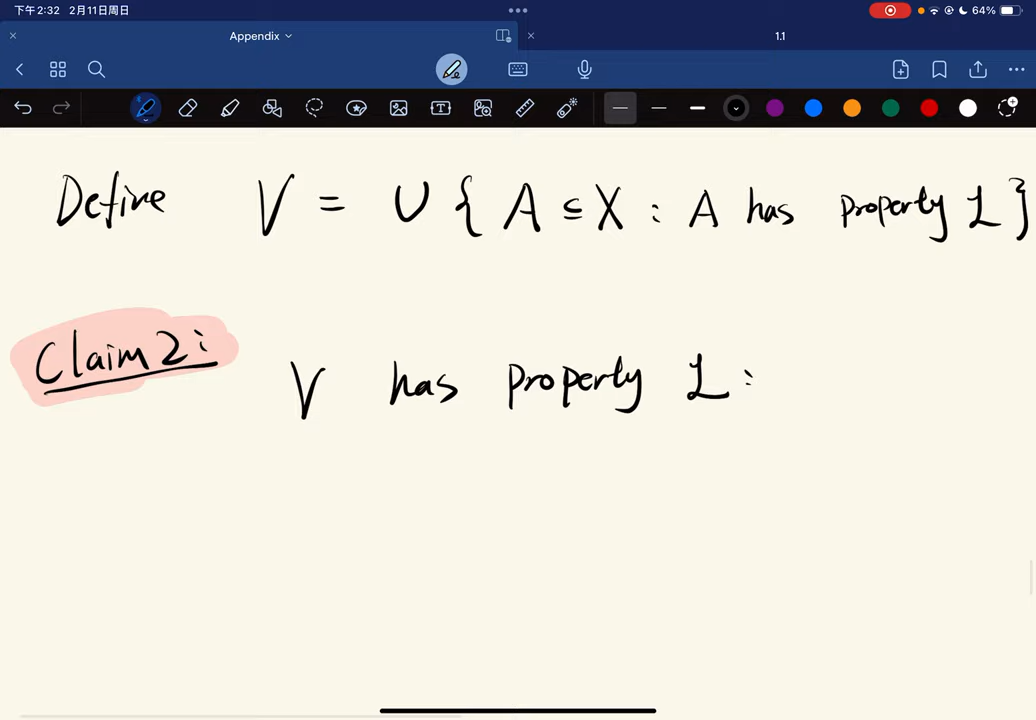 下午2:32 2月11日周日
64%
Appendix
1.1
Define V = ∪ { A ⊆ X : A has property L }
Claim 2:
V has property L :